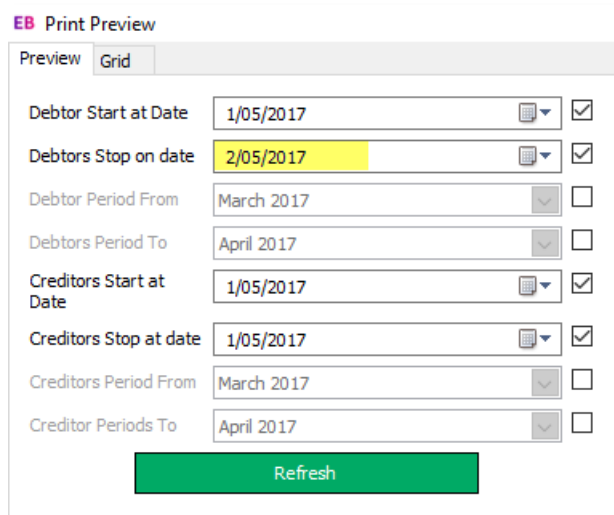 EB Print Preview
Preview Grid
Debtor Start at Date 1/05/2017
Debtors Stop on date 2/05/2017
Debtor Period From March 2017
Debtors Period To April 2017
Creditors Start at
Date 1/05/2017
Creditors Stop at date 1/05/2017
Creditors Period From March 2017
Creditor Periods To April 2017
Refresh